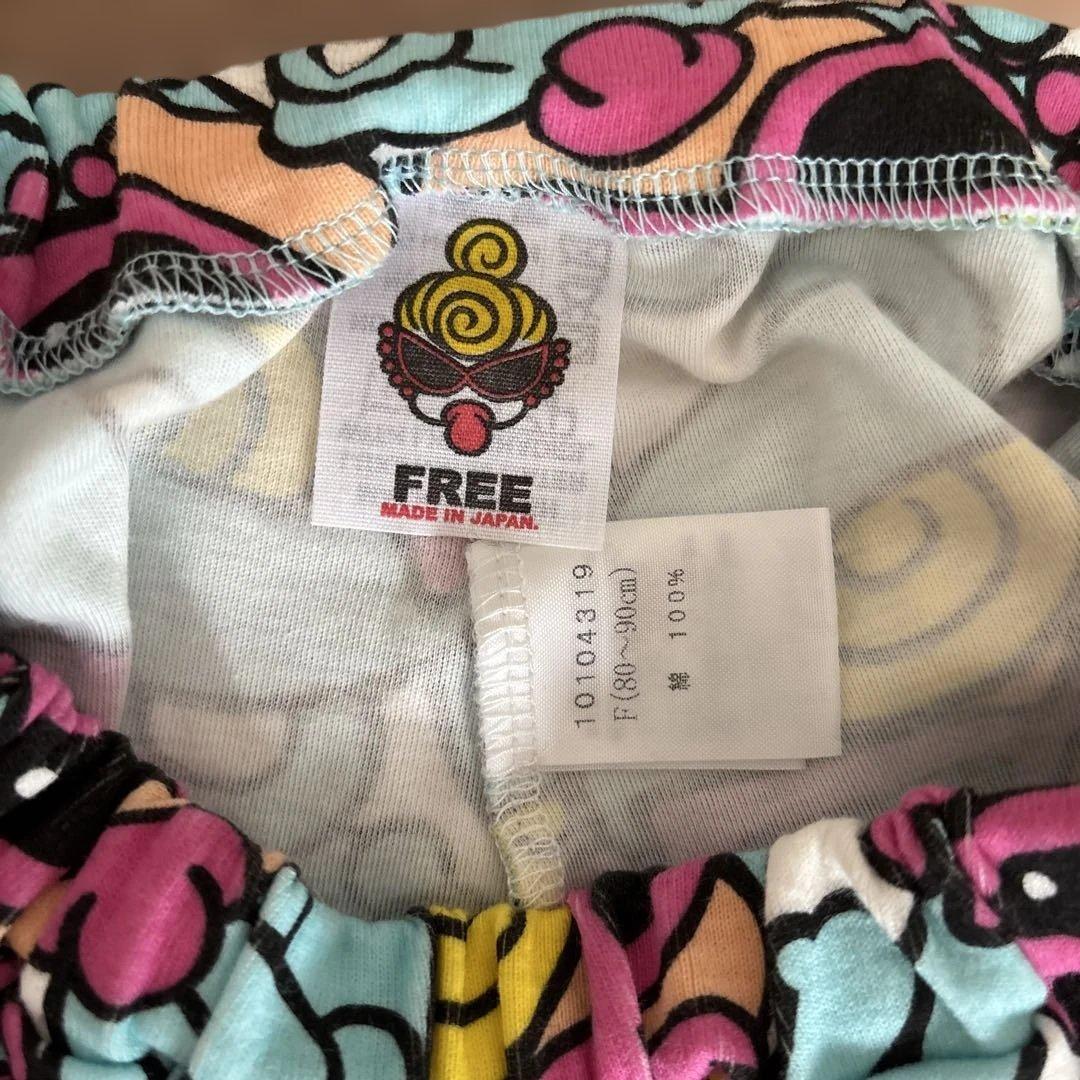 FREE
MADE IN JAPAN.
10104319
F(80〜90cm)
綿 100%